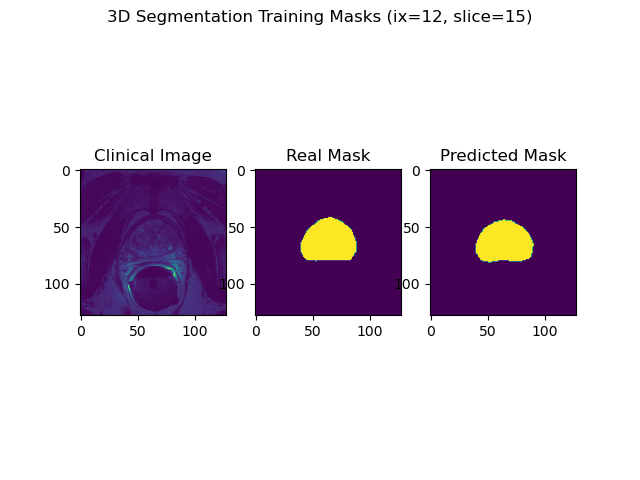 3D Segmentation Training Masks (ix=12, slice=15)
Clinical Image Real Mask Predicted Mask
0 0 0
50 50 50
100 100 100
0 50 100 0 50 100 0 50 100